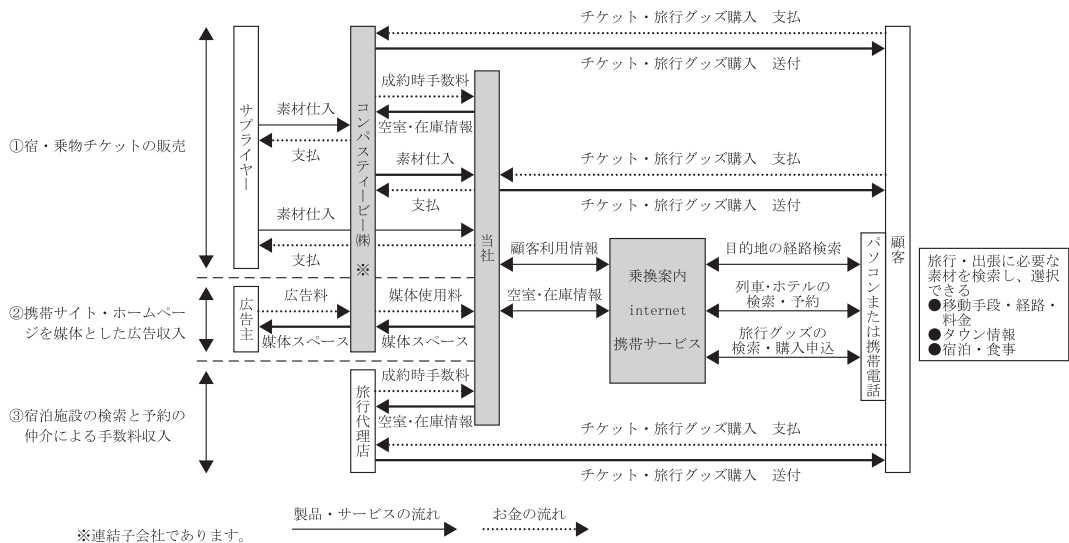 チケット・旅行グッズ購入 支払
チケット・旅行グッズ購入 送付
成約時手数料
空室・在庫情報
①宿・乗物チケットの販売
サプライヤー
素材仕入
支払
コンパスティービー㈱ ※
素材仕入
支払
当社
チケット・旅行グッズ購入 支払
チケット・旅行グッズ購入 送付
素材仕入
支払
顧客利用情報
空室・在庫情報
乗換案内
internet
携帯サービス
目的地の経路検索
列車・ホテルの
検索・予約
旅行グッズの
検索・購入申込
パソコンまたは携帯電話
顧客
旅行・出張に必要な
素材を検索し、選択
できる
●移動手段・経路・
料金
●タウン情報
●宿泊・食事
②携帯サイト・ホームペー
ジを媒体とした広告収入
広告主
広告料
媒体スペース
媒体使用料
媒体スペース
③宿泊施設の検索と予約の
仲介による手数料収入
旅行代理店
成約時手数料
空室・在庫情報
チケット・旅行グッズ購入 支払
チケット・旅行グッズ購入 送付
※連結子会社であります。
製品・サービスの流れ
お金の流れ